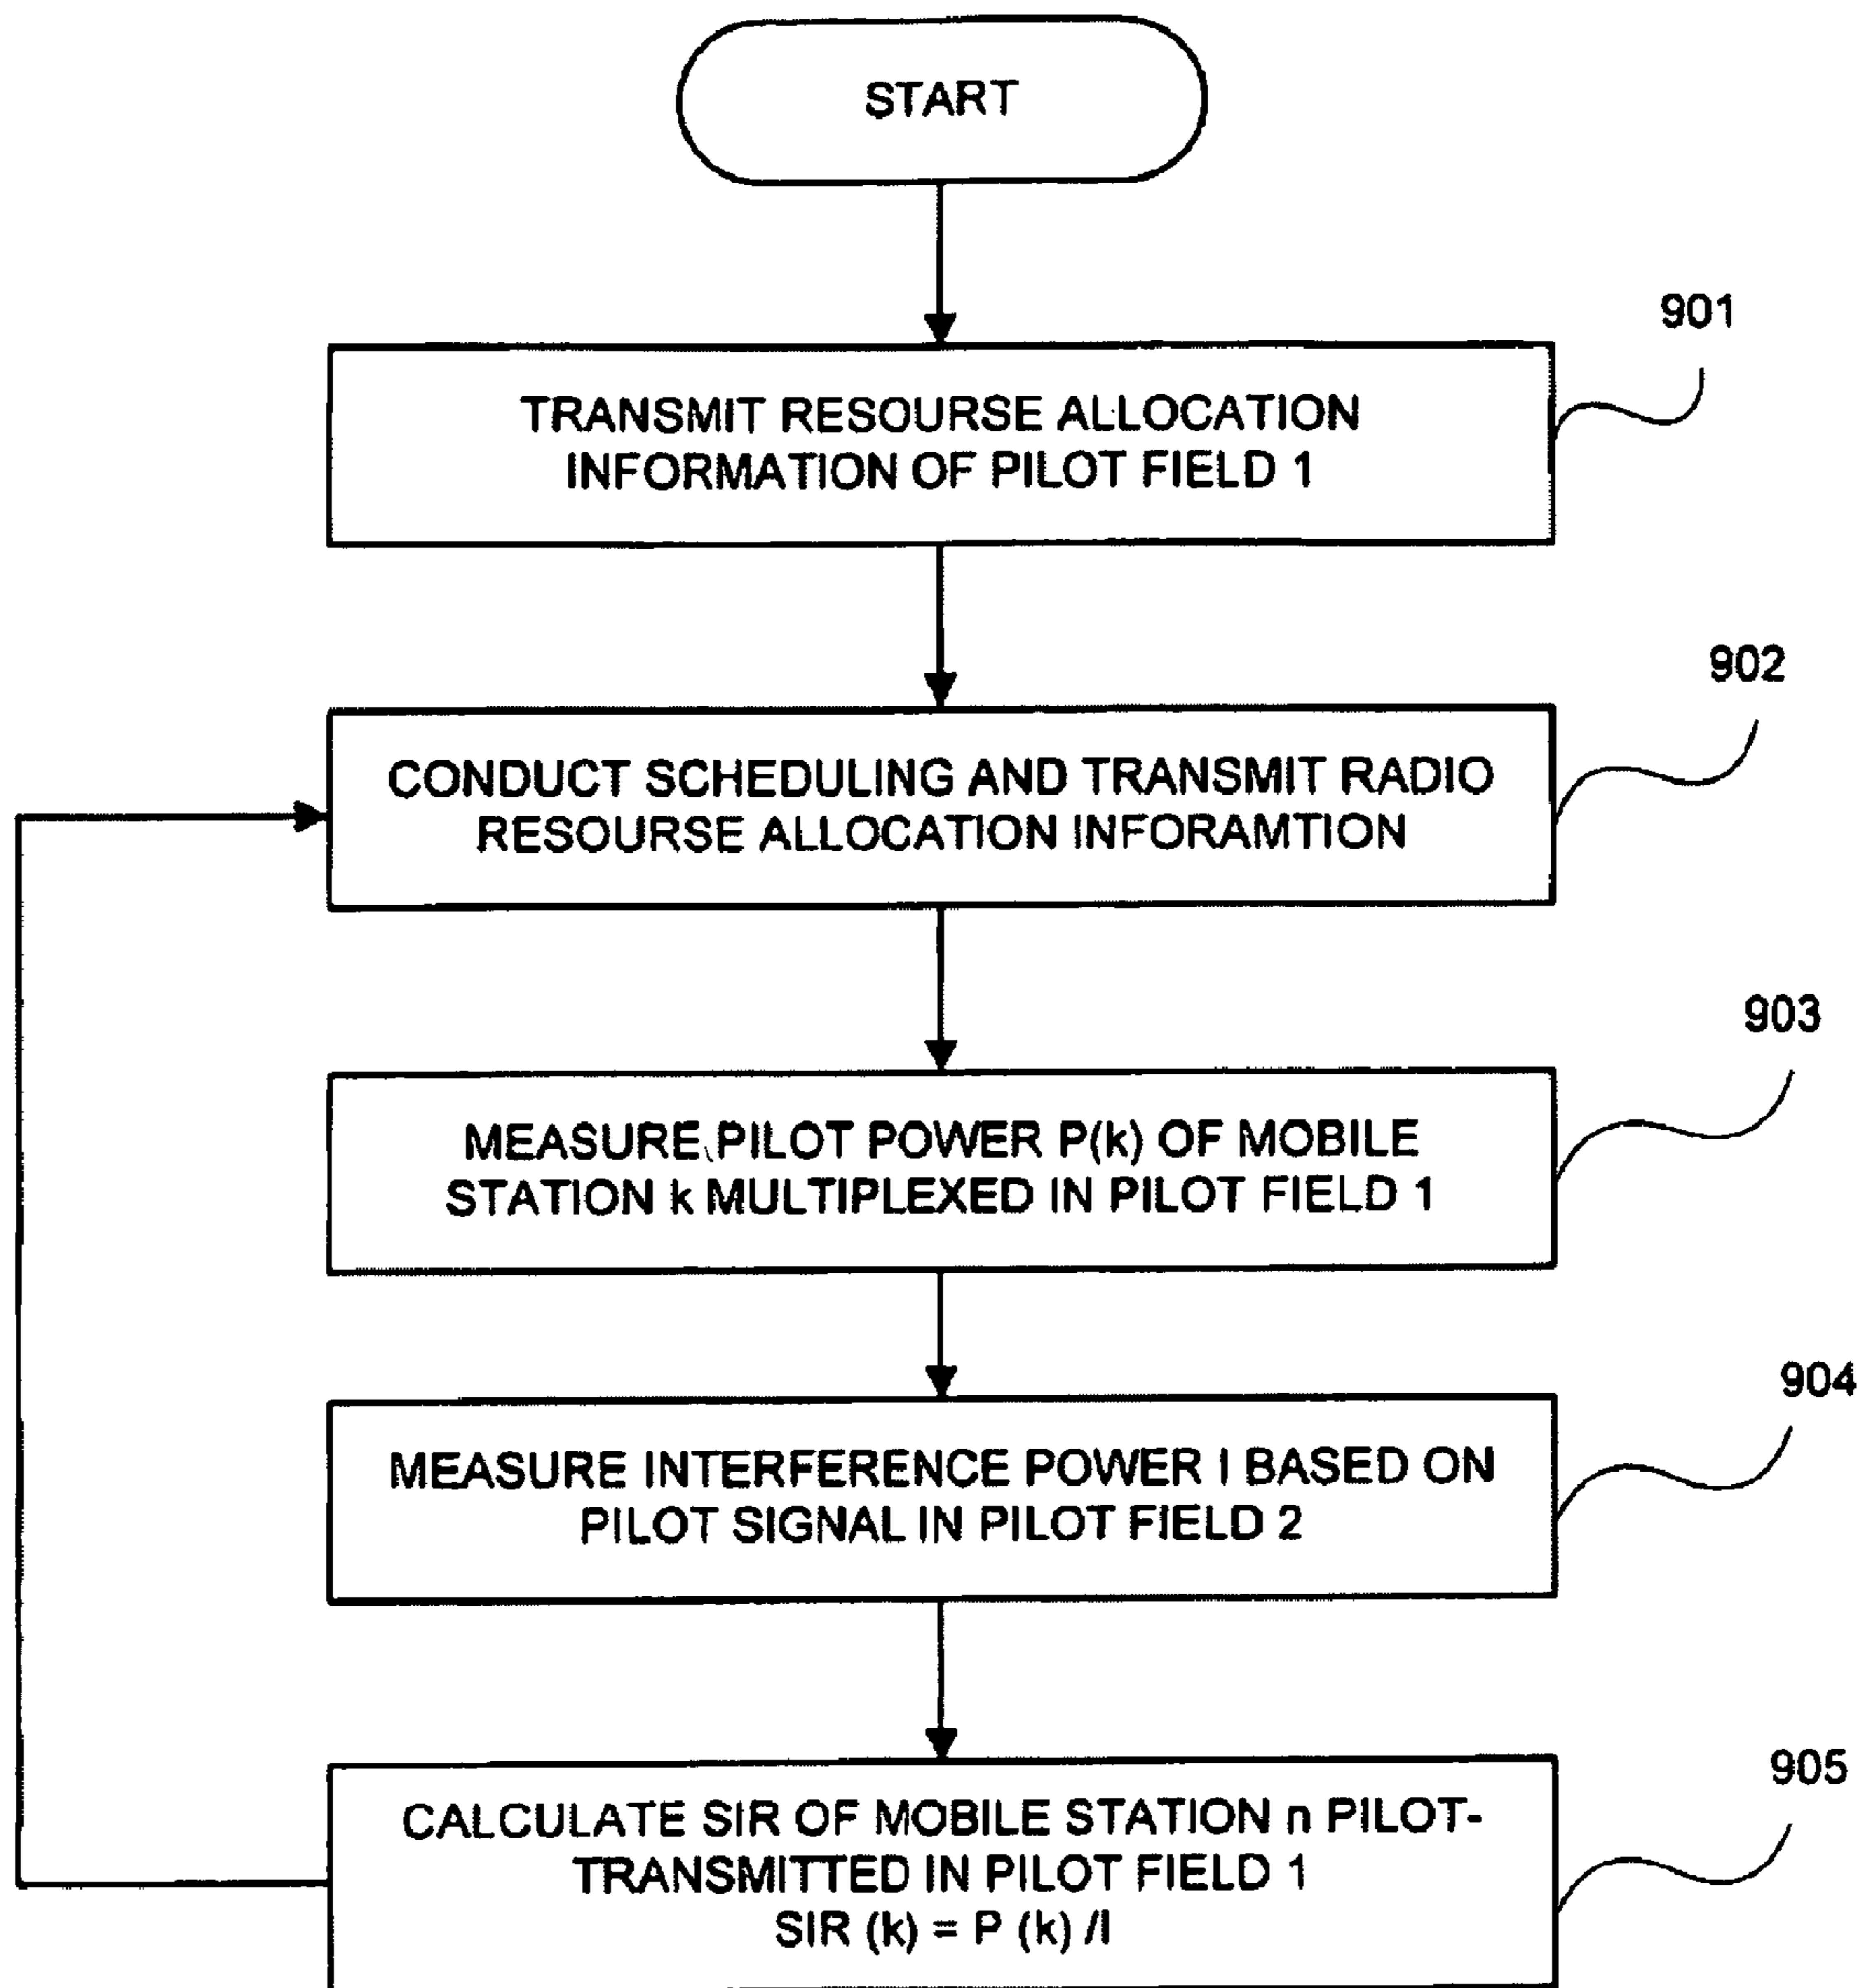 START
901
TRANSMIT RESOURSE ALLOCATION
INFORMATION OF PILOT FIELD 1
902
CONDUCT SCHEDULING AND TRANSMIT RADIO
RESOURSE ALLOCATION INFORAMTION
903
MEASURE PILOT POWER P(k) OF MOBILE
STATION k MULTIPLEXED IN PILOT FIELD 1
904
MEASURE INTERFERENCE POWER I BASED ON
PILOT SIGNAL IN PILOT FIELD 2
905
CALCULATE SIR OF MOBILE STATION n PILOT-
TRANSMITTED IN PILOT FIELD 1
SIR (k) = P (k) /I